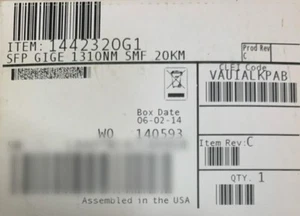 ITEM: 1442320G1
SFP GIGE 1310NM SMF 20KM
Prod Rev
C
CLEI Code
VAUIALKPAB
Box Date
06-02-14
WO 140593
Item Rev: C
QTY. 1
Assembled in the USA